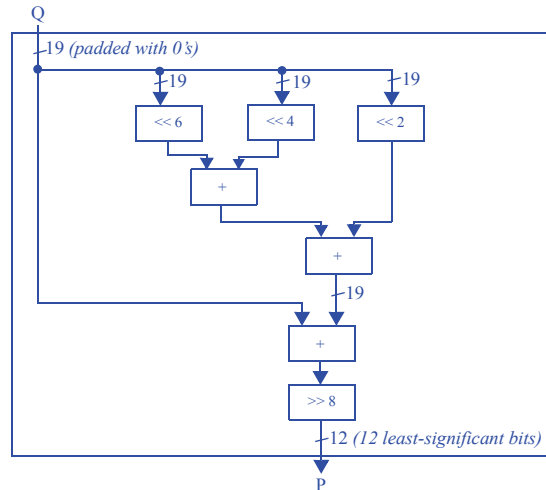 Q
19 (padded with 0's)
19
19
19
<< 6
<< 4
<< 2
+
+
19
+
>> 8
12 (12 least-significant bits)
P